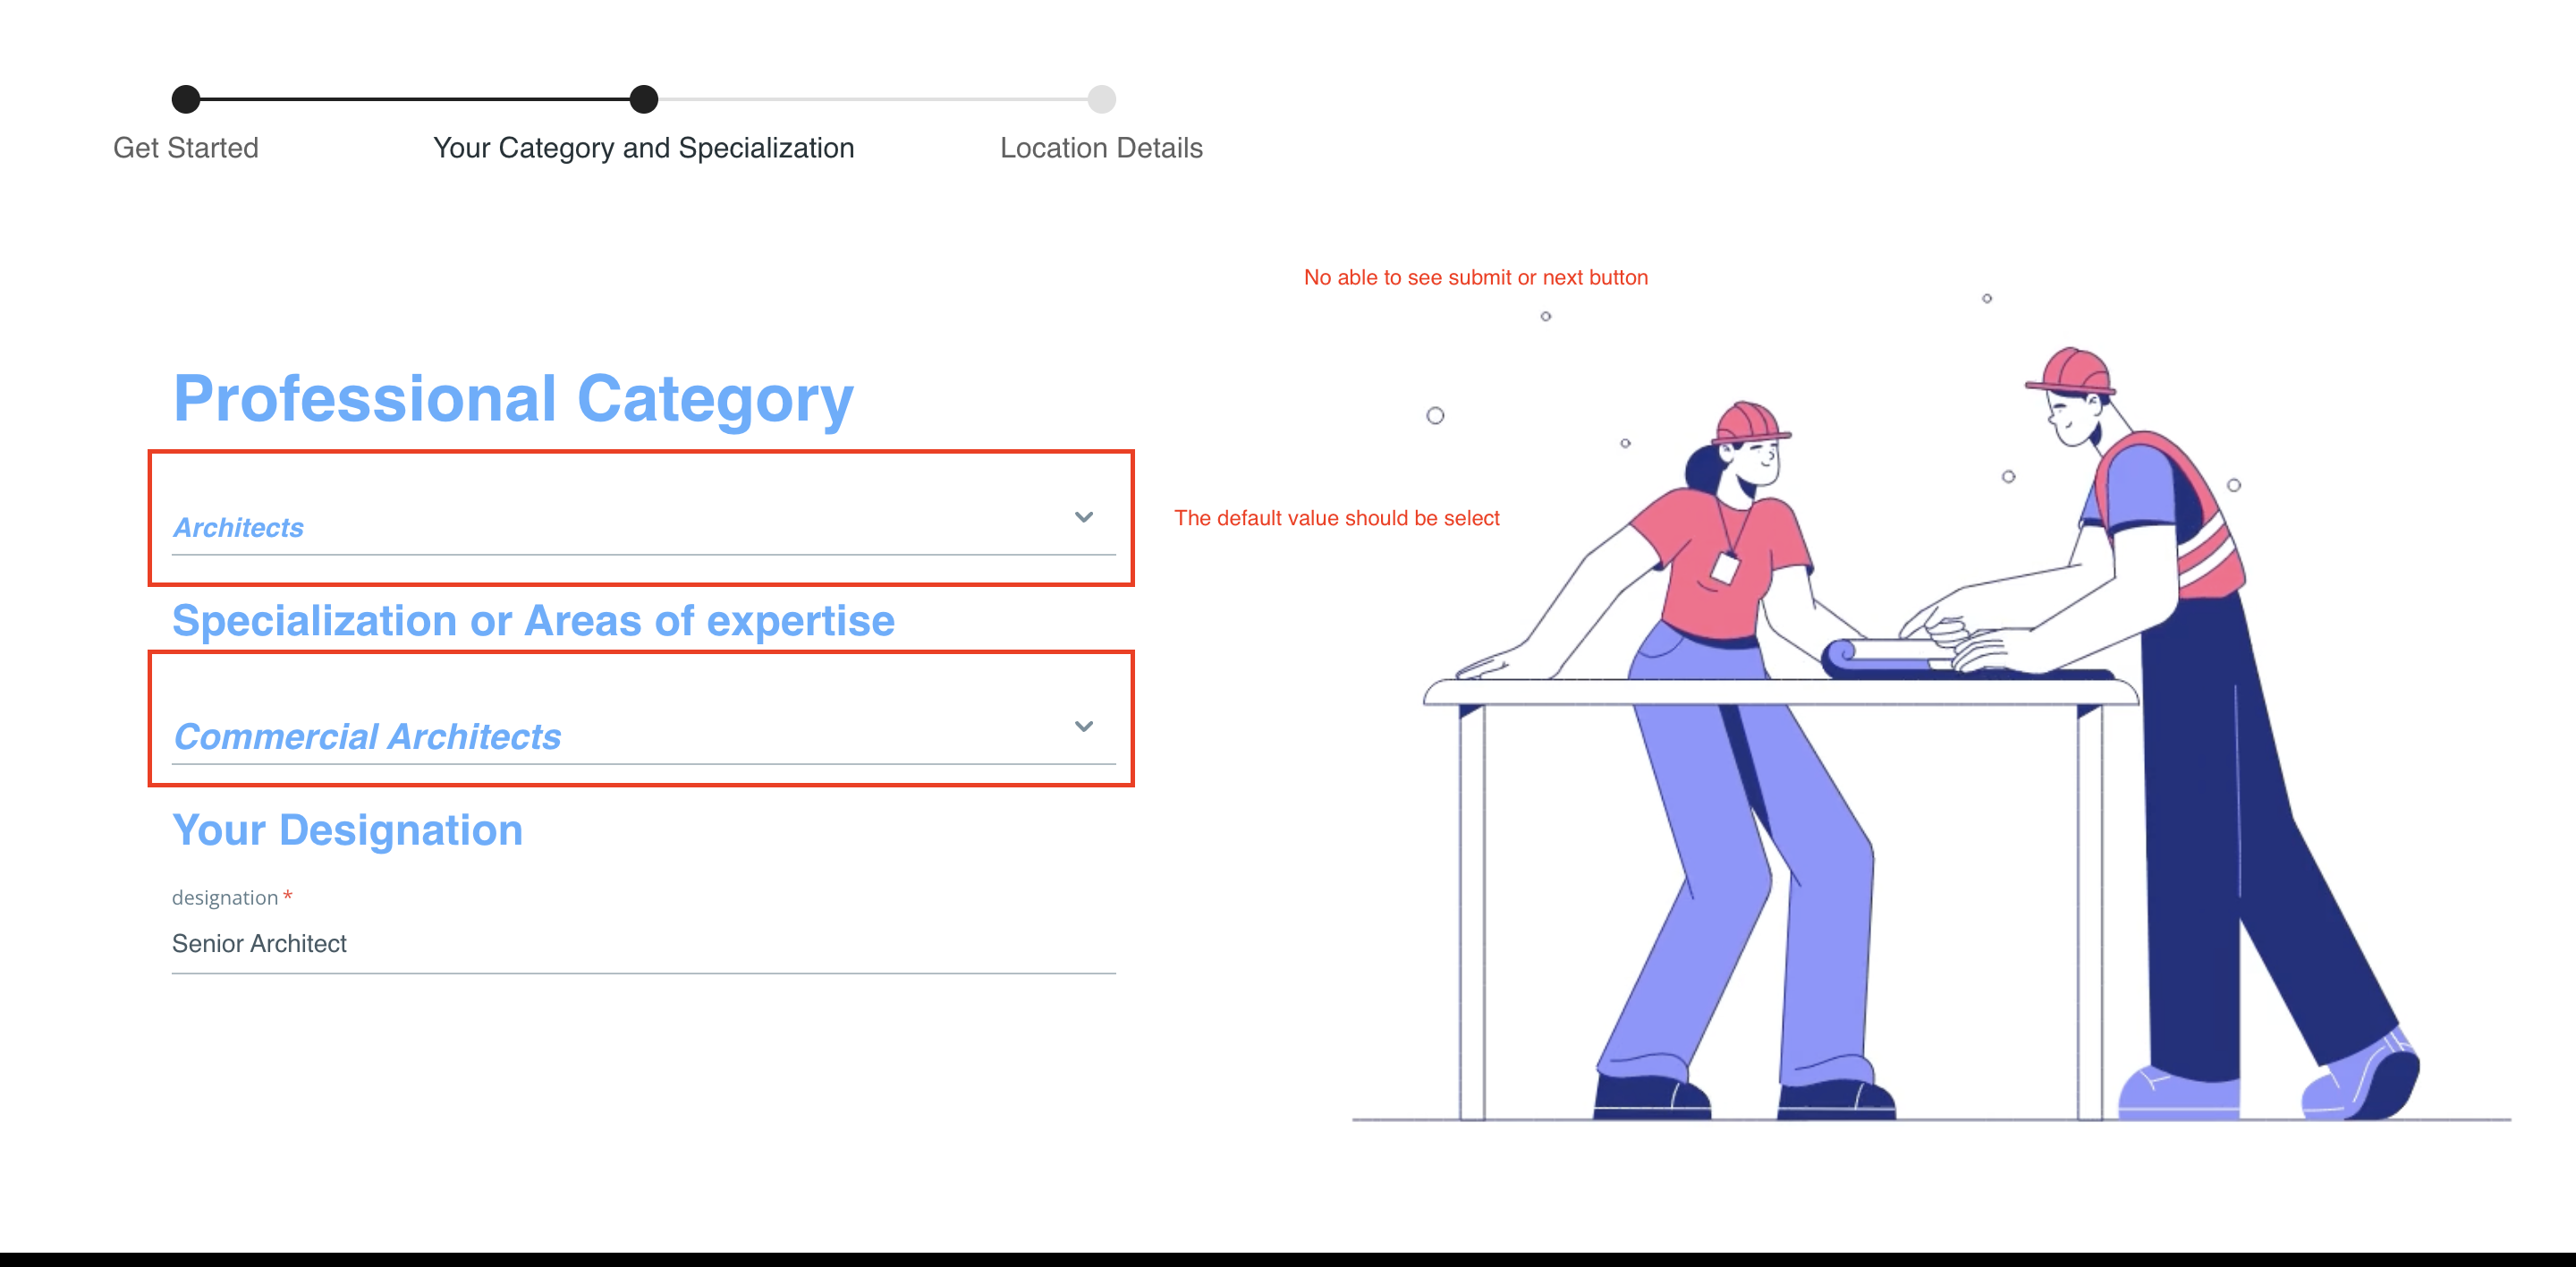 Get Started
Your Category and Specialization
Location Details
No able to see submit or next button
Professional Category
Architects
The default value should be select
Specialization or Areas of expertise
Commercial Architects
Your Designation
designation *
Senior Architect